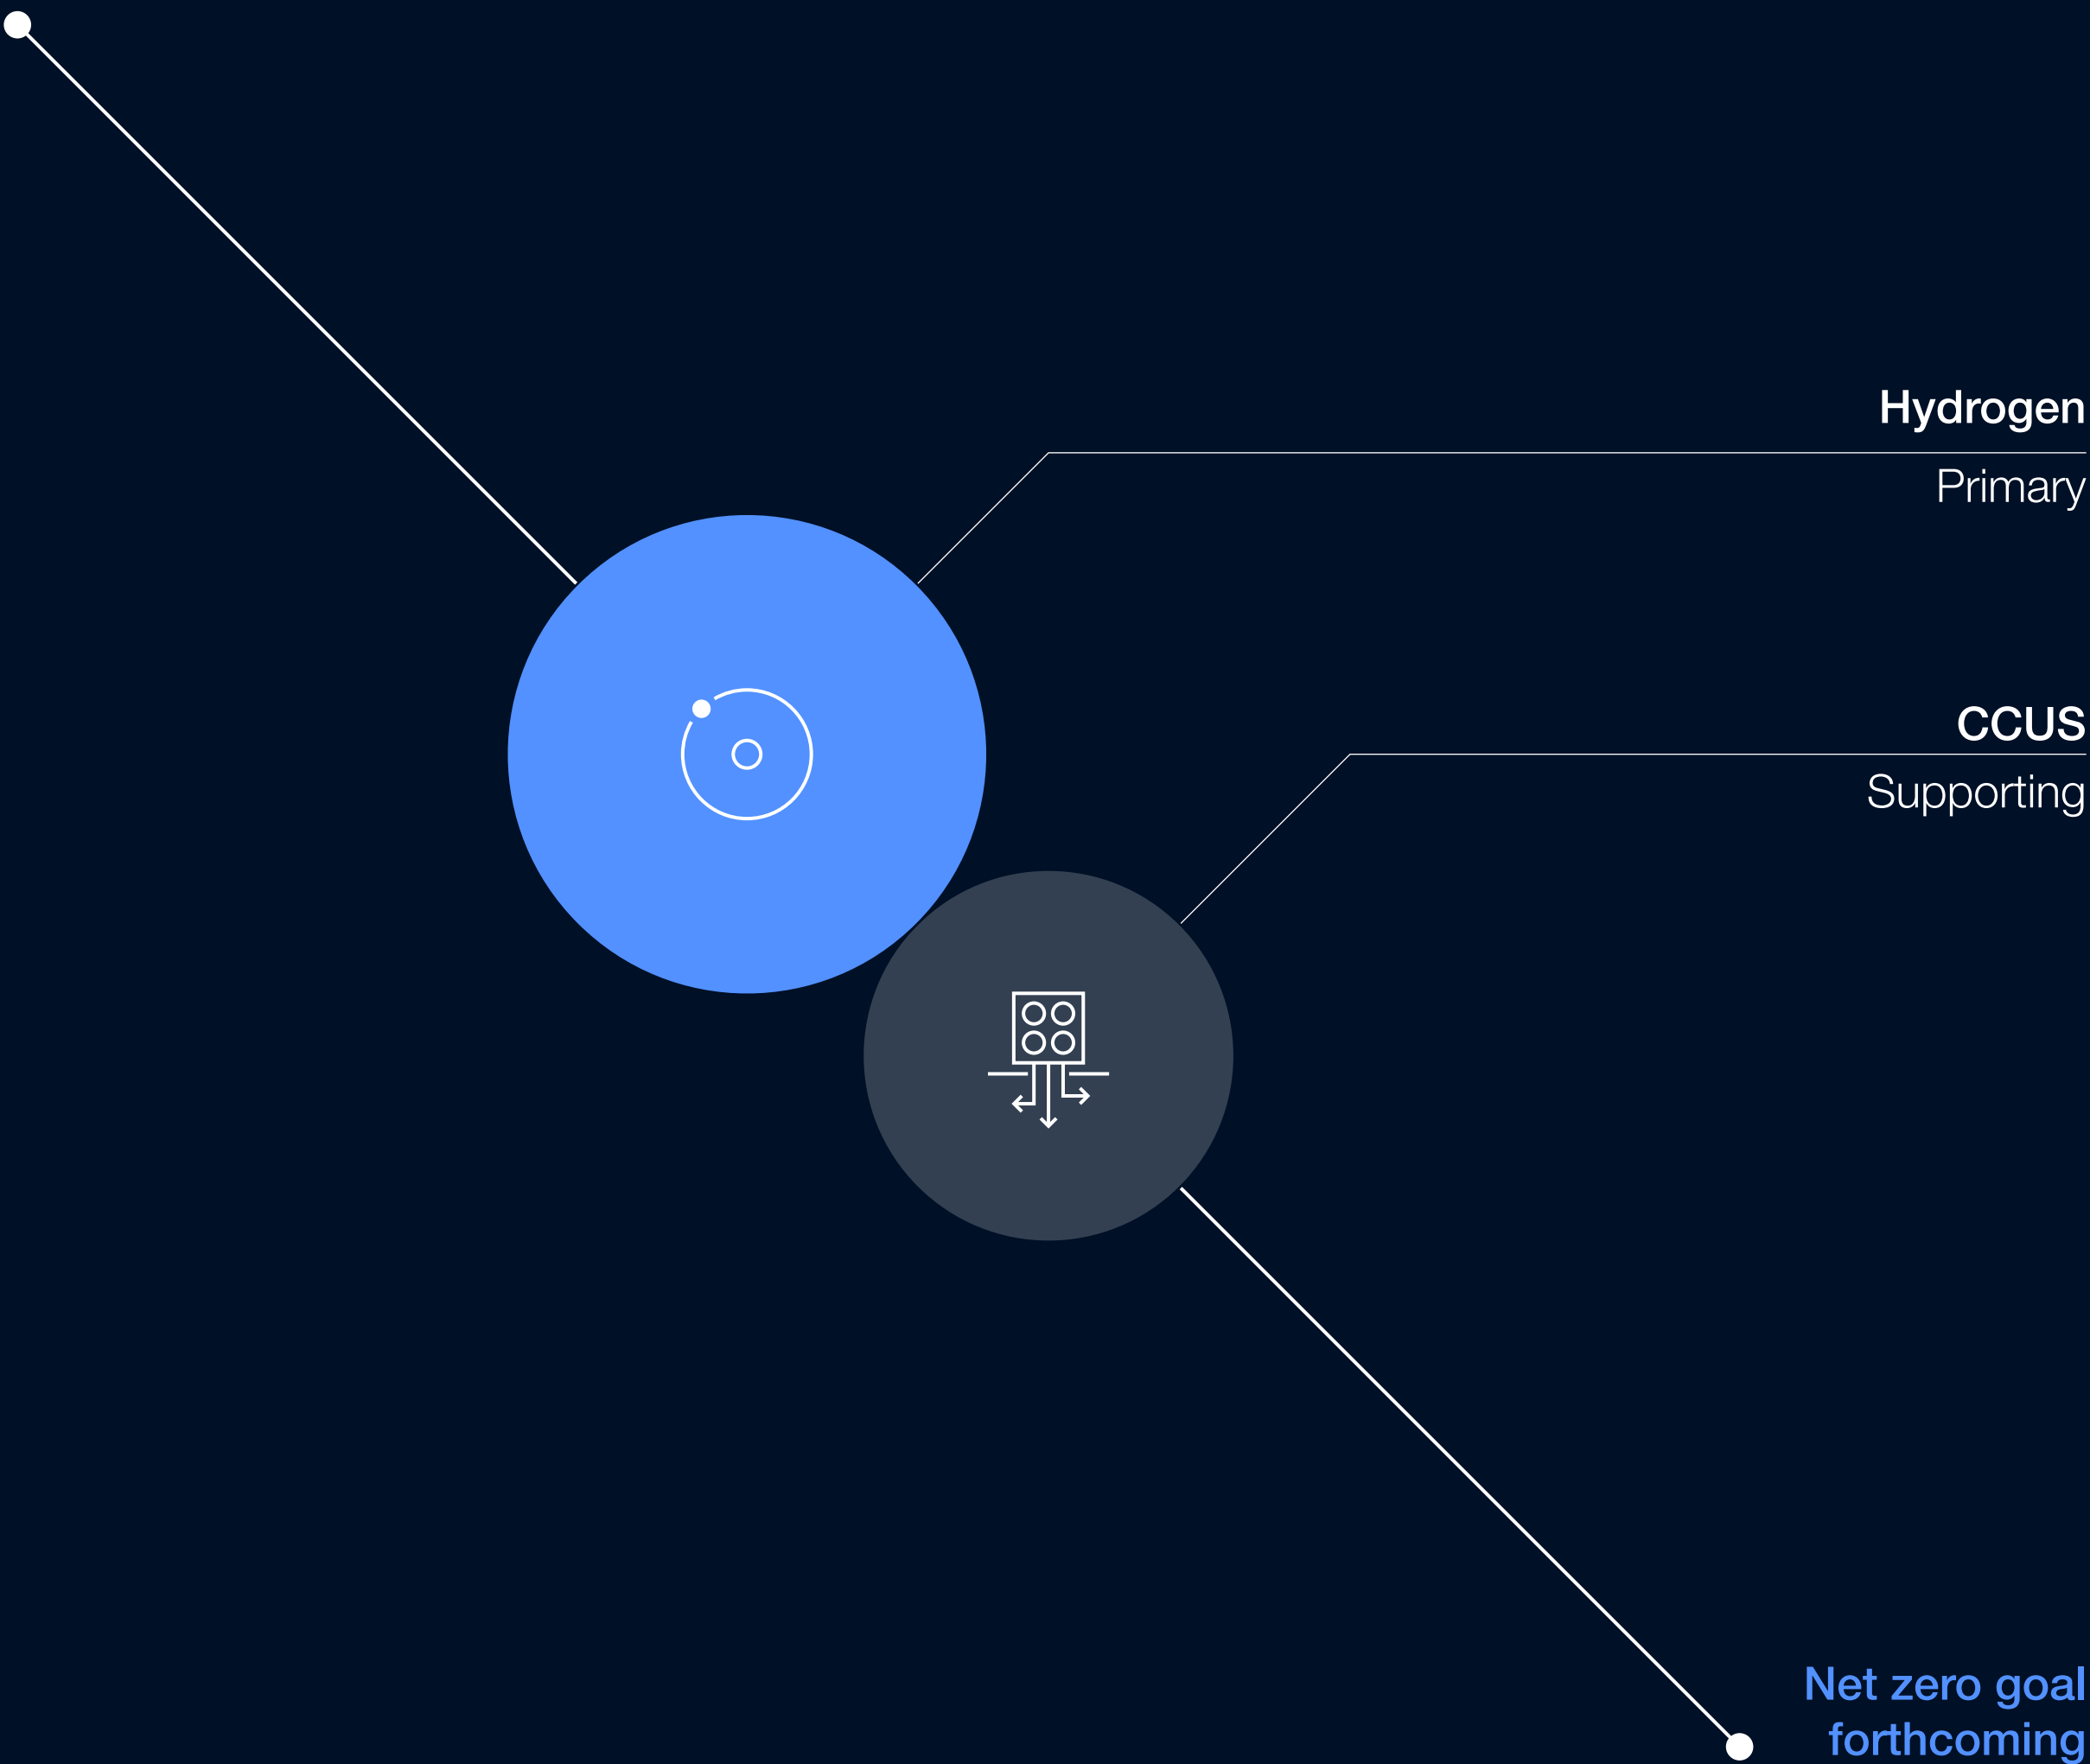 Hydrogen
Primary
CCUS
Supporting
Net zero goal
forthcoming